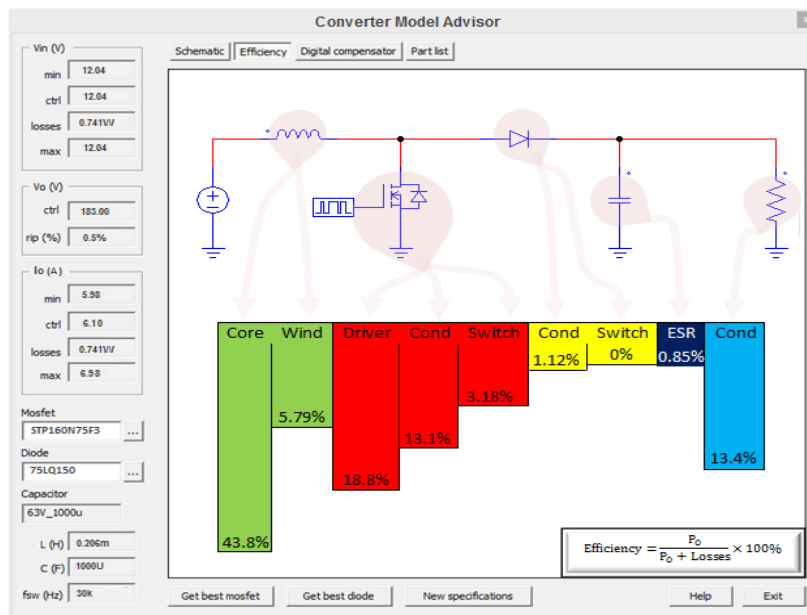 Converter Model Advisor
x
Schematic Efficiency Digital compensator Part list
Vin (V)
min 12.04
ctrl 12.04
losses 0.741W
max 12.04
Vo (V)
ctrl 183.00
rip (%) 0.5%
Io (A)
min 5.98
ctrl 6.10
losses 0.741W
max 6.98
Mosfet
STP160N75F3 ...
Diode
75LQ150 ...
Capacitor
63V_1000u
L (H) 0.206m
C (F) 1000U
fsw (Hz) 30k
Core Wind Driver Cond Switch Cond Switch ESR Cond
43.8% 5.79% 18.8% 13.1% 3.18% 1.12% 0% 0.85% 13.4%
Efficiency = P_O / P_O + Losses × 100%
Get best mosfet Get best diode New specifications Help Exit